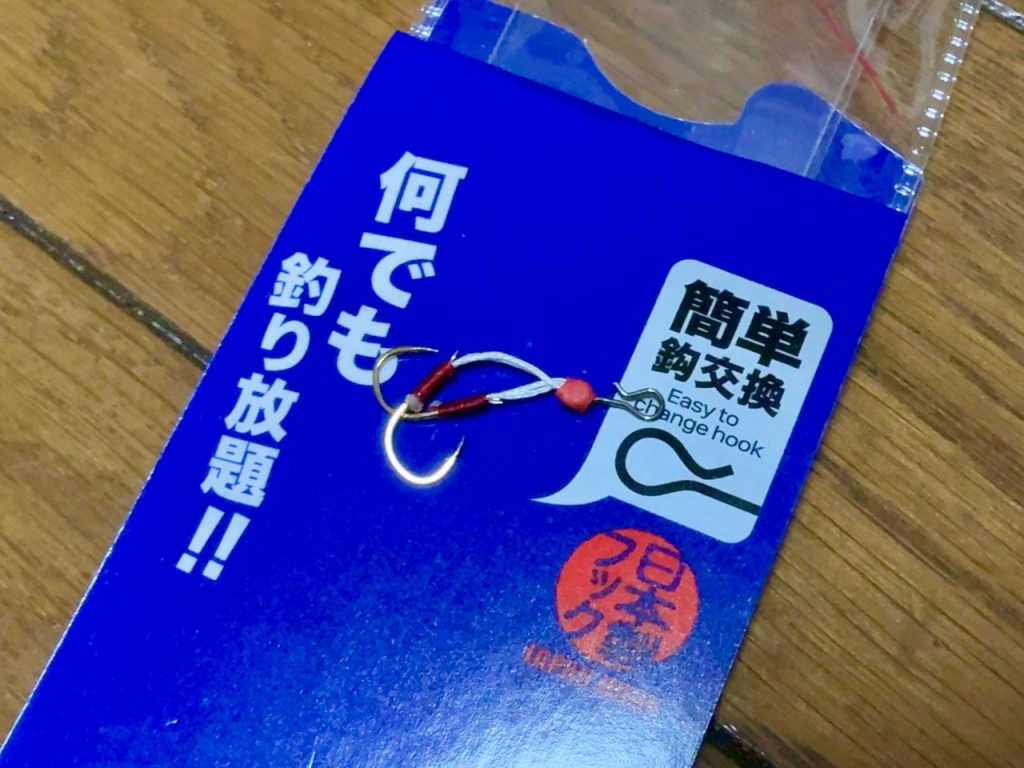 何でも
釣り放題!!
簡単
鈎交換
Easy to
change hook
日本製
フック